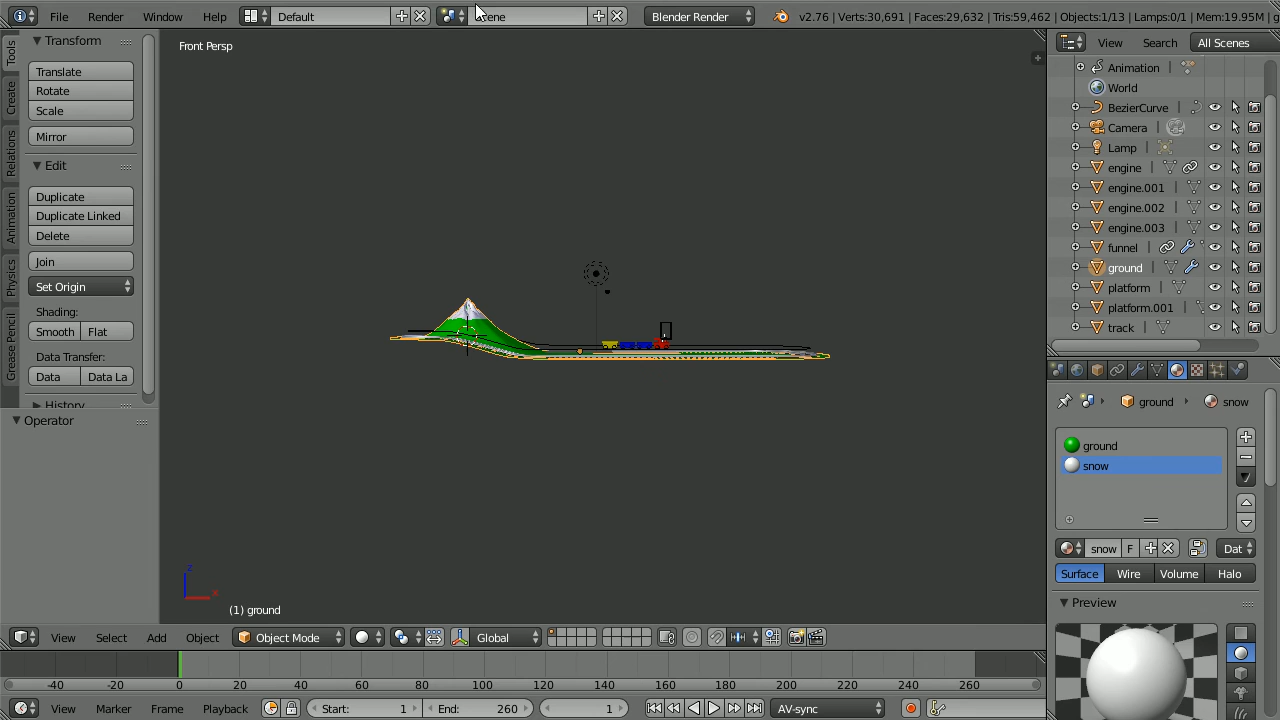 File Render Window Help Default Scene Blender Render v2.76 | Verts:30,691 | Faces:29,632 | Tris:59,462 | Objects:1/13 | Lamps:0/1 | Mem:19.95M | g
Transform
Translate
Rotate
Scale
Mirror
Edit
Duplicate
Duplicate Linked
Delete
Join
Set Origin
Shading:
Smooth Flat
Data Transfer:
Data Data La
History
Operator
Tools
Create
Relations
Animation
Physics
Grease Pencil
Front Persp
z
x
(1) ground
View Search All Scenes
Animation
World
BezierCurve
Camera
Lamp
engine
engine.001
engine.002
engine.003
funnel
ground
platform
platform.001
track
ground snow
ground
snow
snow F Dat
Surface Wire Volume Halo
Preview
View Select Add Object Object Mode Global
-40 -20 0 20 40 60 80 100 120 140 160 180 200 220 240 260
View Marker Frame Playback Start: 1 End: 260 1 AV-sync